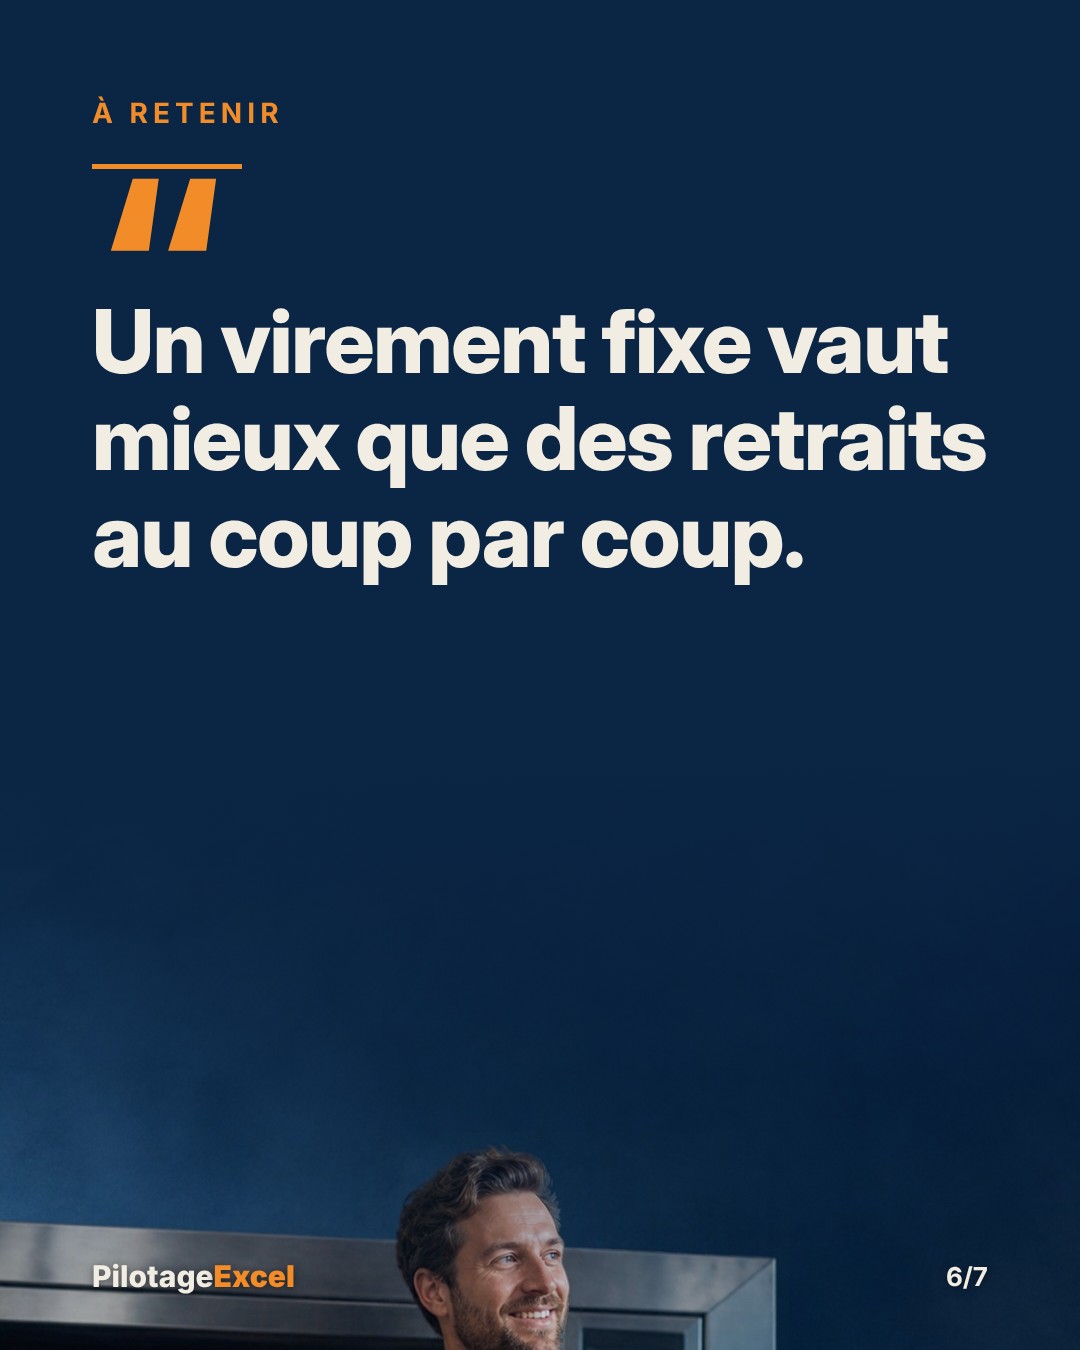 À RETENIR
"
Un virement fixe vaut
mieux que des retraits
au coup par coup.
PilotageExcel
6/7